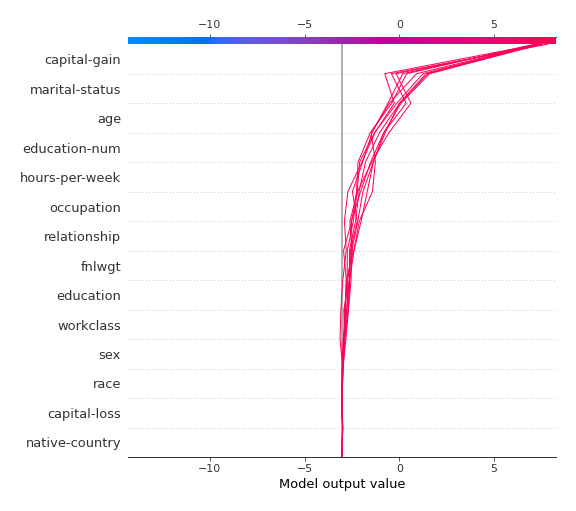 −10 −5 0 5
capital-gain
marital-status
age
education-num
hours-per-week
occupation
relationship
fnlwgt
education
workclass
sex
race
capital-loss
native-country
−10 −5 0 5
Model output value